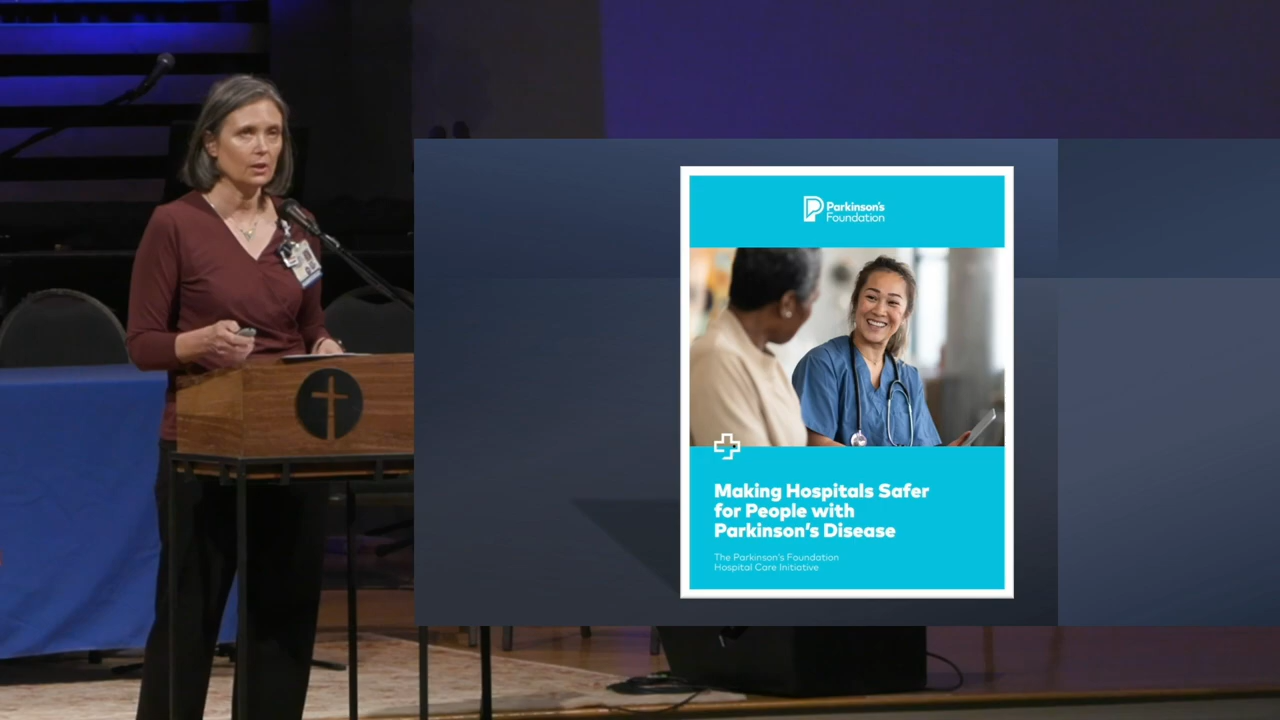 Parkinson's
Foundation
Making Hospitals Safer
for People with
Parkinson's Disease
The Parkinson's Foundation
Hospital Care Initiative